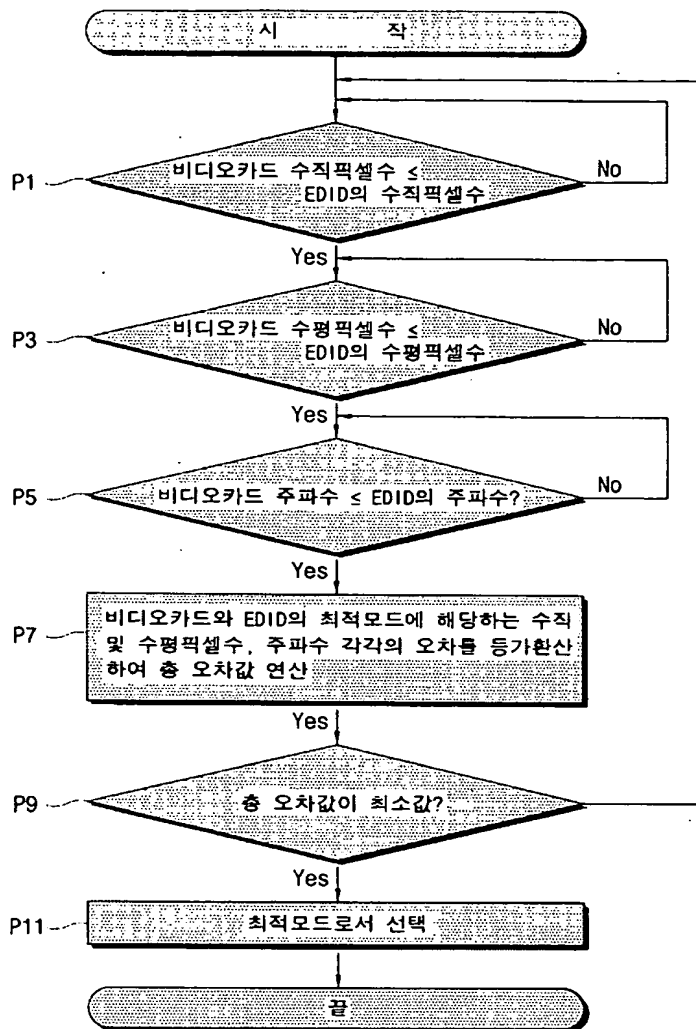 시 작
P1
비디오카드 수직픽셀수 ≤
EDID의 수직픽셀수
No
Yes
P3
비디오카드 수평픽셀수 ≤
EDID의 수평픽셀수
No
Yes
P5
비디오카드 주파수 ≤ EDID의 주파수?
No
Yes
P7
비디오카드와 EDID의 최적모드에 해당하는 수직
및 수평픽셀수, 주파수 각각의 오차를 등가환산
하여 총 오차값 연산
Yes
P9
총 오차값이 최소값?
Yes
P11
최적모드로서 선택
끝